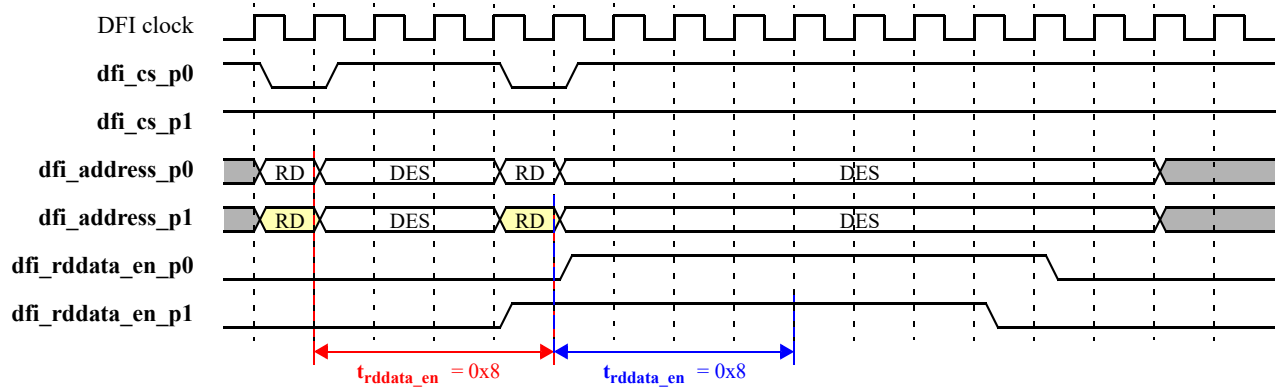 DFI clock
dfi_cs_p0
dfi_cs_p1
dfi_address_p0 RD DES RD DES
dfi_address_p1 RD DES RD DES
dfi_rddata_en_p0
dfi_rddata_en_p1
trddata_en = 0x8 trddata_en = 0x8